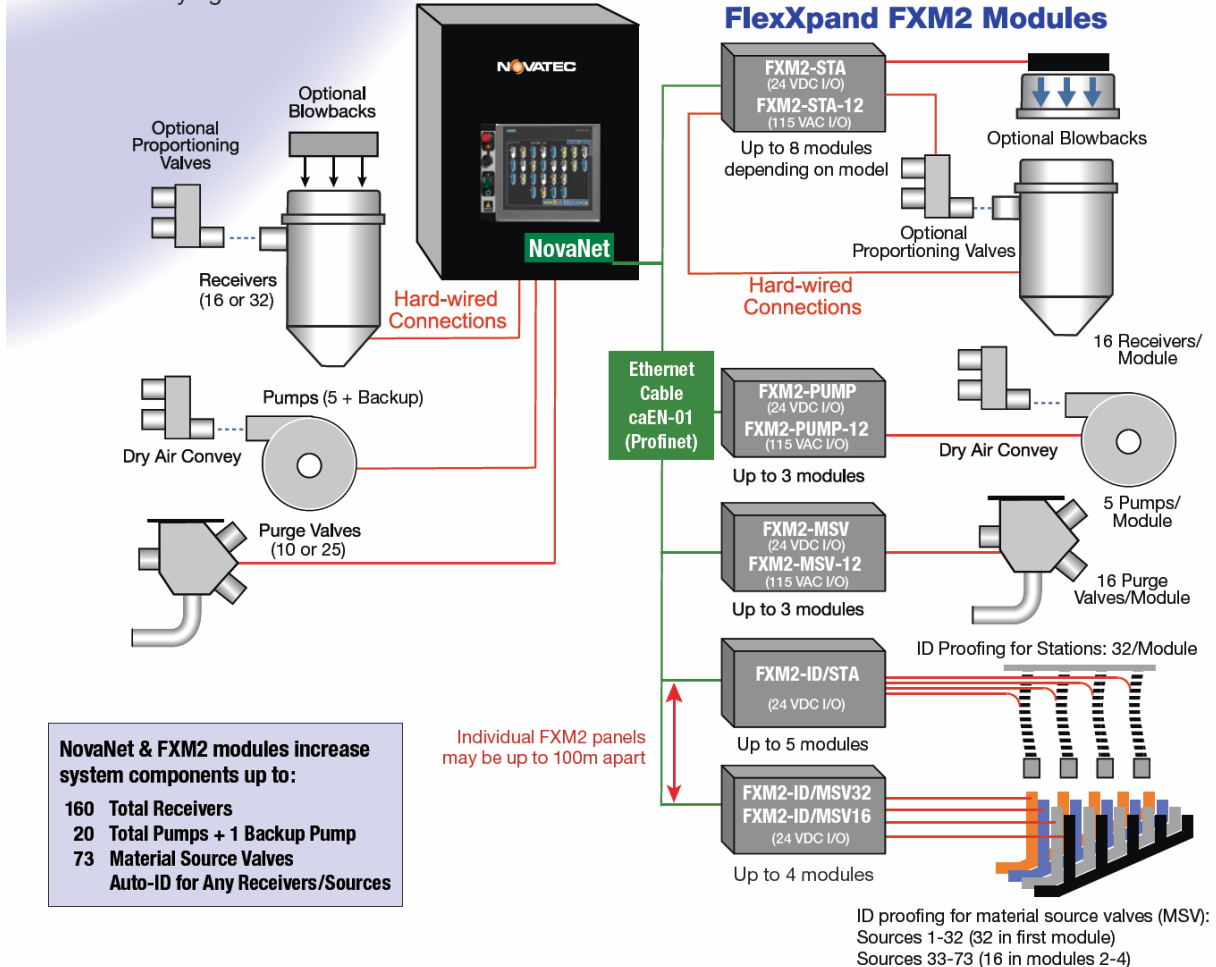 FlexXpand FXM2 Modules
NOVATEC
NovaNet
Optional
Blowbacks
Optional
Proportioning
Valves
Receivers
(16 or 32)
Hard-wired
Connections
Pumps (5 + Backup)
Dry Air Convey
Purge Valves
(10 or 25)
Ethernet
Cable
caEN-01
(Profinet)
FXM2-STA
(24 VDC I/O)
FXM2-STA-12
(115 VAC I/O)
Up to 8 modules
depending on model
Optional Blowbacks
Optional
Proportioning Valves
Hard-wired
Connections
16 Receivers/
Module
FXM2-PUMP
(24 VDC I/O)
FXM2-PUMP-12
(115 VAC I/O)
Up to 3 modules
Dry Air Convey
5 Pumps/
Module
FXM2-MSV
(24 VDC I/O)
FXM2-MSV-12
(115 VAC I/O)
Up to 3 modules
16 Purge
Valves/Module
ID Proofing for Stations: 32/Module
FXM2-ID/STA
(24 VDC I/O)
Up to 5 modules
Individual FXM2 panels
may be up to 100m apart
FXM2-ID/MSV32
FXM2-ID/MSV16
(24 VDC I/O)
Up to 4 modules
ID proofing for material source valves (MSV):
Sources 1-32 (32 in first module)
Sources 33-73 (16 in modules 2-4)
NovaNet & FXM2 modules increase
system components up to:
160 Total Receivers
20 Total Pumps + 1 Backup Pump
73 Material Source Valves
Auto-ID for Any Receivers/Sources